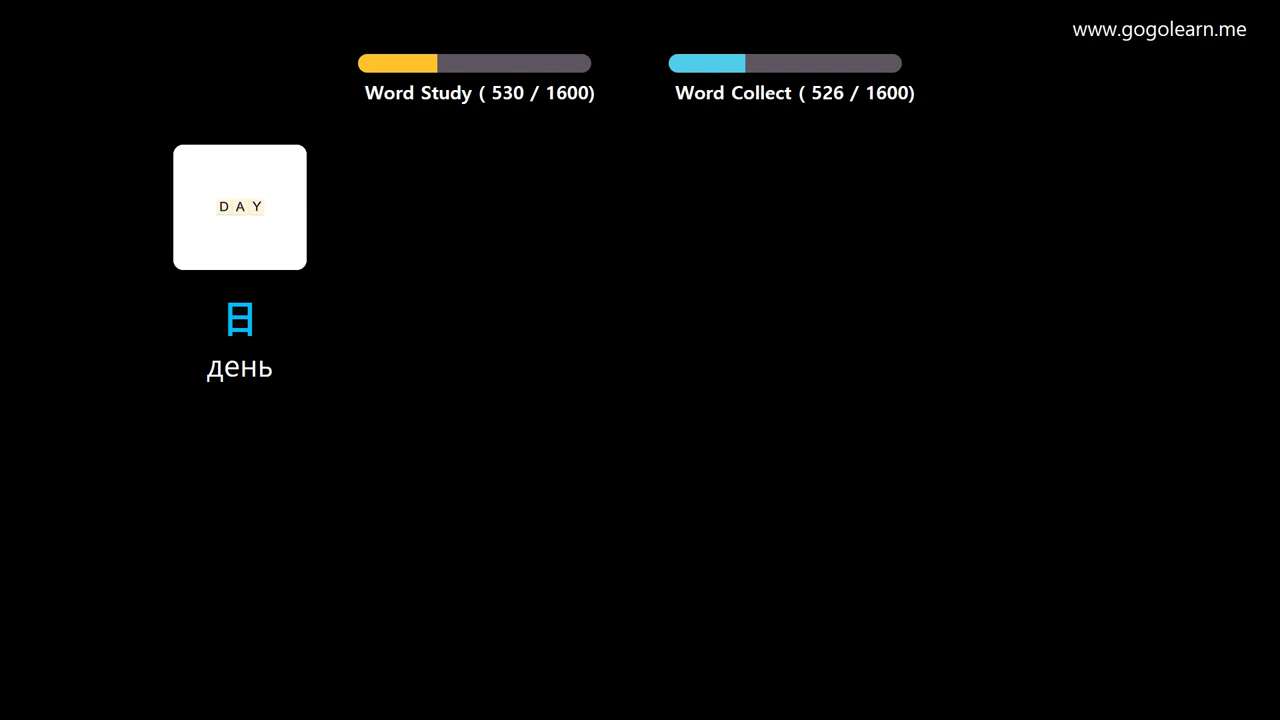 www.gogolearn.me
Word Study ( 530 / 1600)
Word Collect ( 526 / 1600)
D A Y
日
день